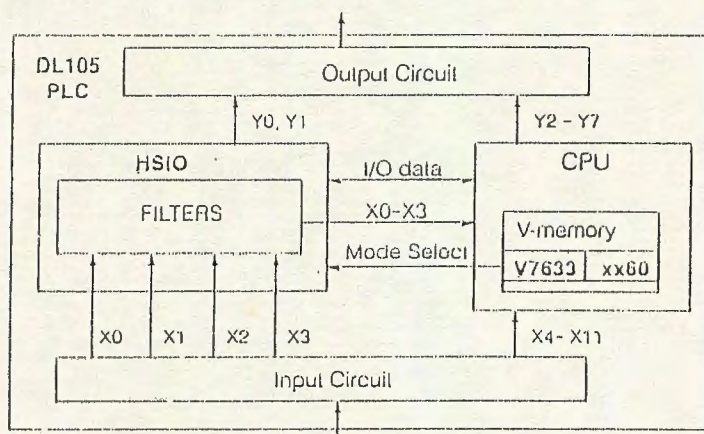 DL105
PLC
Output Circuit
Y0, Y1
Y2 - Y7
HSIO
I/O data
CPU
FILTERS
X0-X3
V-memory
Mode Select
V7633
xx60
X0
X1
X2
X3
X4- X11
Input Circuit